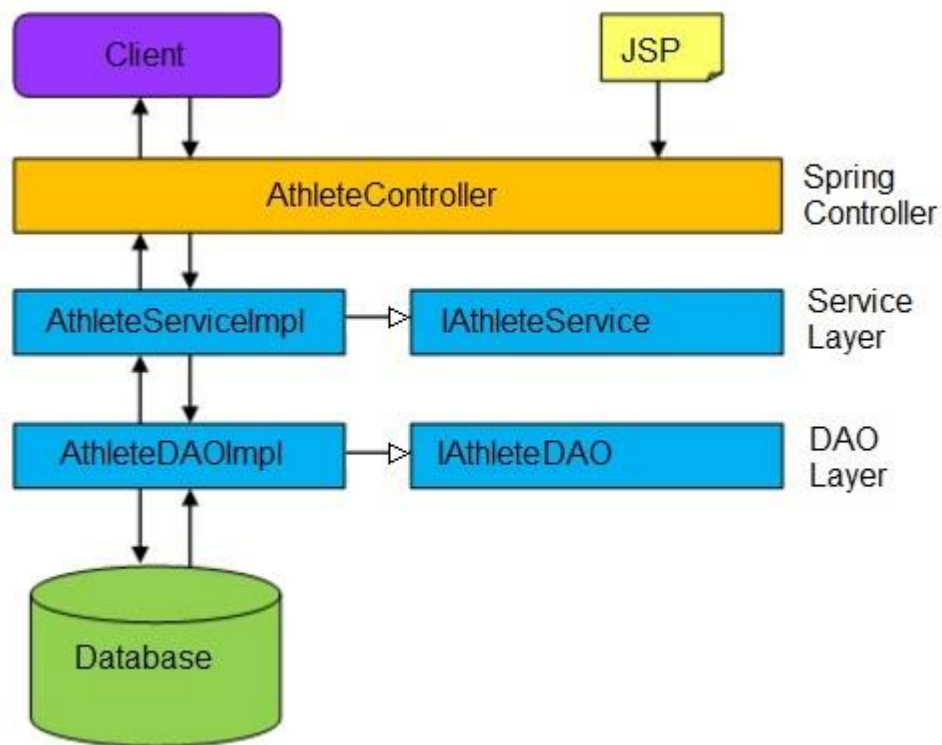 Client
JSP
AthleteController
Spring
Controller
AthleteServiceImpl
IAthleteService
Service
Layer
AthleteDAOImpl
IAthleteDAO
DAO
Layer
Database